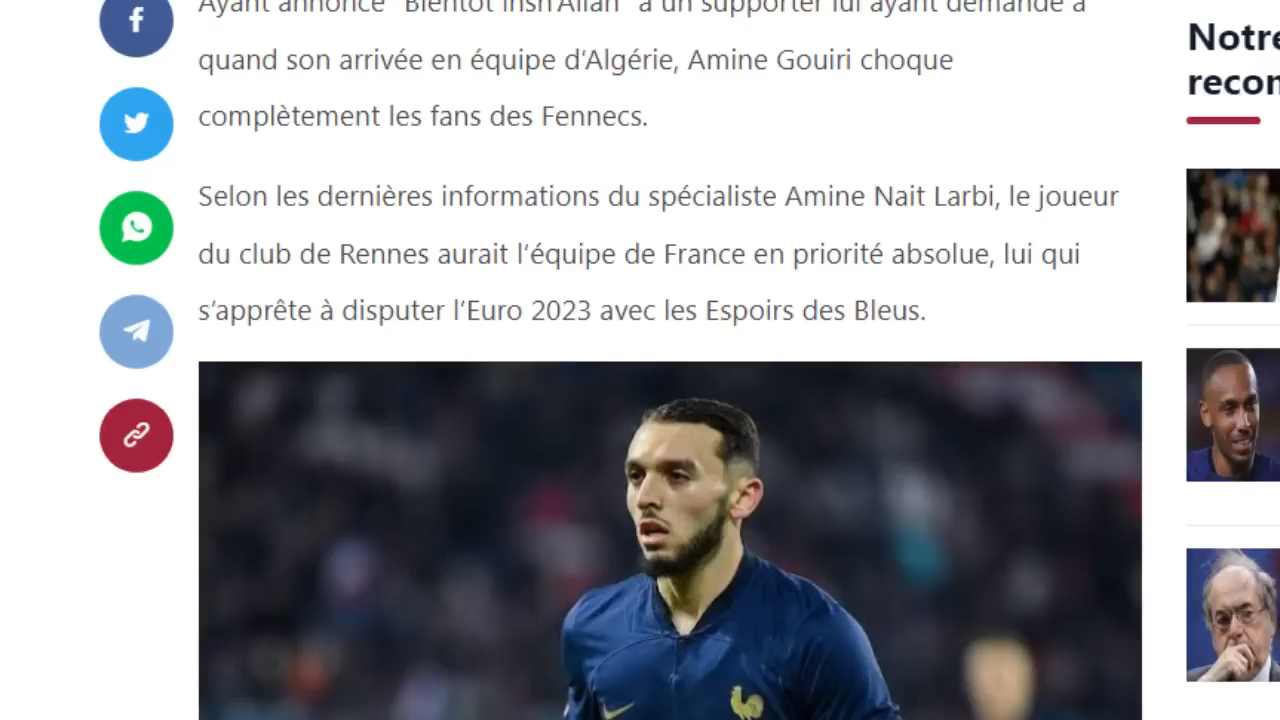 Ayant annoncé "Bientôt Insh'Allah" à un supporter lui ayant demandé à
quand son arrivée en équipe d’Algérie, Amine Gouiri choque
complètement les fans des Fennecs.
Selon les dernières informations du spécialiste Amine Nait Larbi, le joueur
du club de Rennes aurait l’équipe de France en priorité absolue, lui qui
s’apprête à disputer l’Euro 2023 avec les Espoirs des Bleus.
Notre
recom